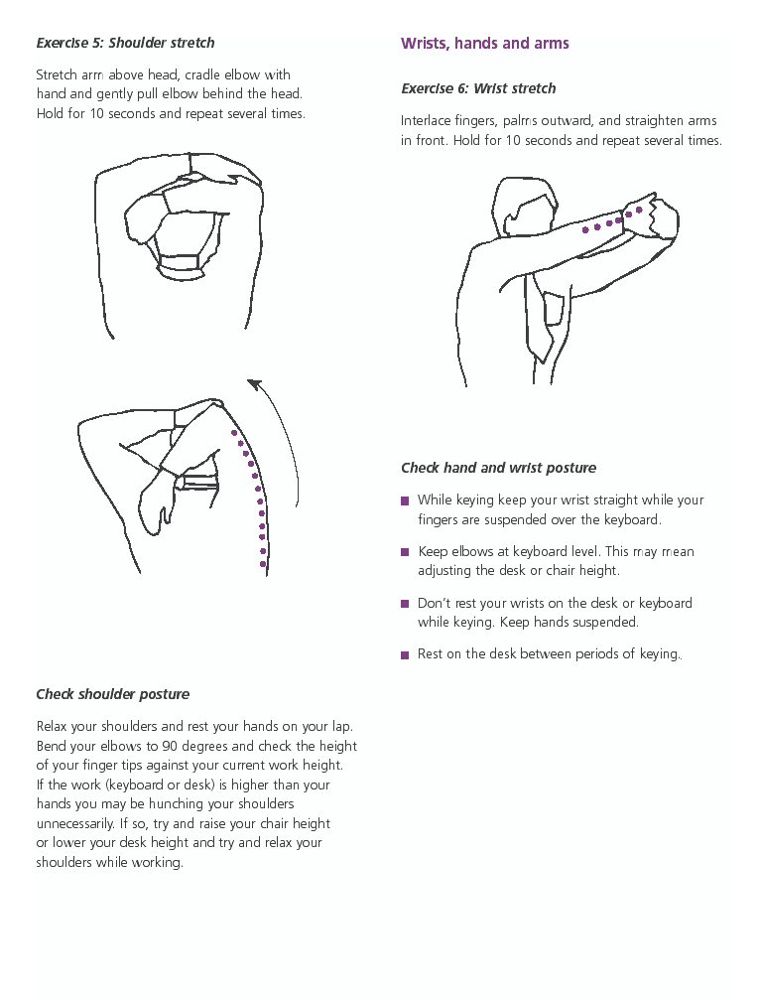 Exercise 5: Shoulder stretch
Stretch arm above head, cradle elbow with
hand and gently pull elbow behind the head.
Hold for 10 seconds and repeat several times.
Check shoulder posture
Relax your shoulders and rest your hands on your lap.
Bend your elbows to 90 degrees and check the height
of your finger tips against your current work height.
If the work (keyboard or desk) is higher than your
hands you may be hunching your shoulders
unnecessarily. If so, try and raise your chair height
or lower your desk height and try and relax your
shoulders while working.
Wrists, hands and arms
Exercise 6: Wrist stretch
Interlace fingers, palms outward, and straighten arms
in front. Hold for 10 seconds and repeat several times.
Check hand and wrist posture
■ While keying keep your wrist straight while your
fingers are suspended over the keyboard.
■ Keep elbows at keyboard level. This may mean
adjusting the desk or chair height.
■ Don't rest your wrists on the desk or keyboard
while keying. Keep hands suspended.
■ Rest on the desk between periods of keying..